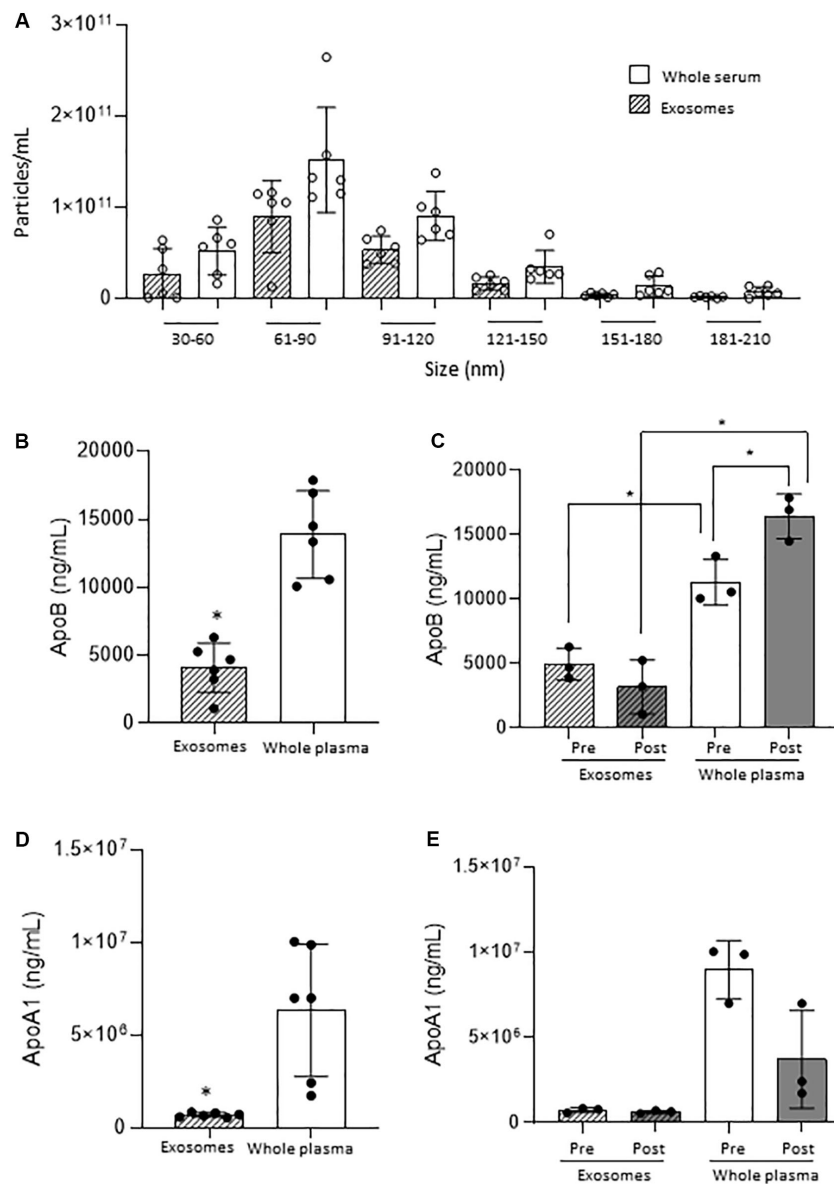 A
3×10¹¹
2×10¹¹
1×10¹¹
0
Particles/mL
Whole serum
Exosomes
30-60 61-90 91-120 121-150 151-180 181-210
Size (nm)
B
20000
15000
10000
5000
0
ApoB (ng/mL)
*
Exosomes Whole plasma
C
20000
15000
10000
5000
0
ApoB (ng/mL)
*
*
*
Pre Post Pre Post
Exosomes Whole plasma
D
1.5×10⁷
1×10⁷
5×10⁶
0
ApoA1 (ng/mL)
*
Exosomes Whole plasma
E
1.5×10⁷
1×10⁷
5×10⁶
0
ApoA1 (ng/mL)
Pre Post Pre Post
Exosomes Whole plasma